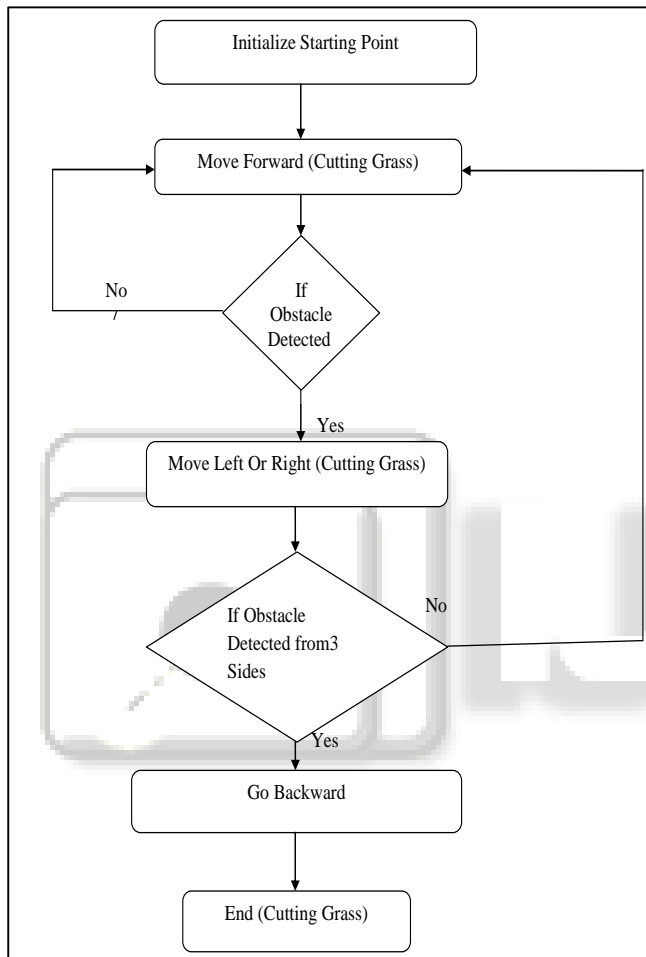 Initialize Starting Point
Move Forward (Cutting Grass)
No
If
Obstacle
Detected
Yes
Move Left Or Right (Cutting Grass)
No
If Obstacle
Detected from3
Sides
Yes
Go Backward
End (Cutting Grass)